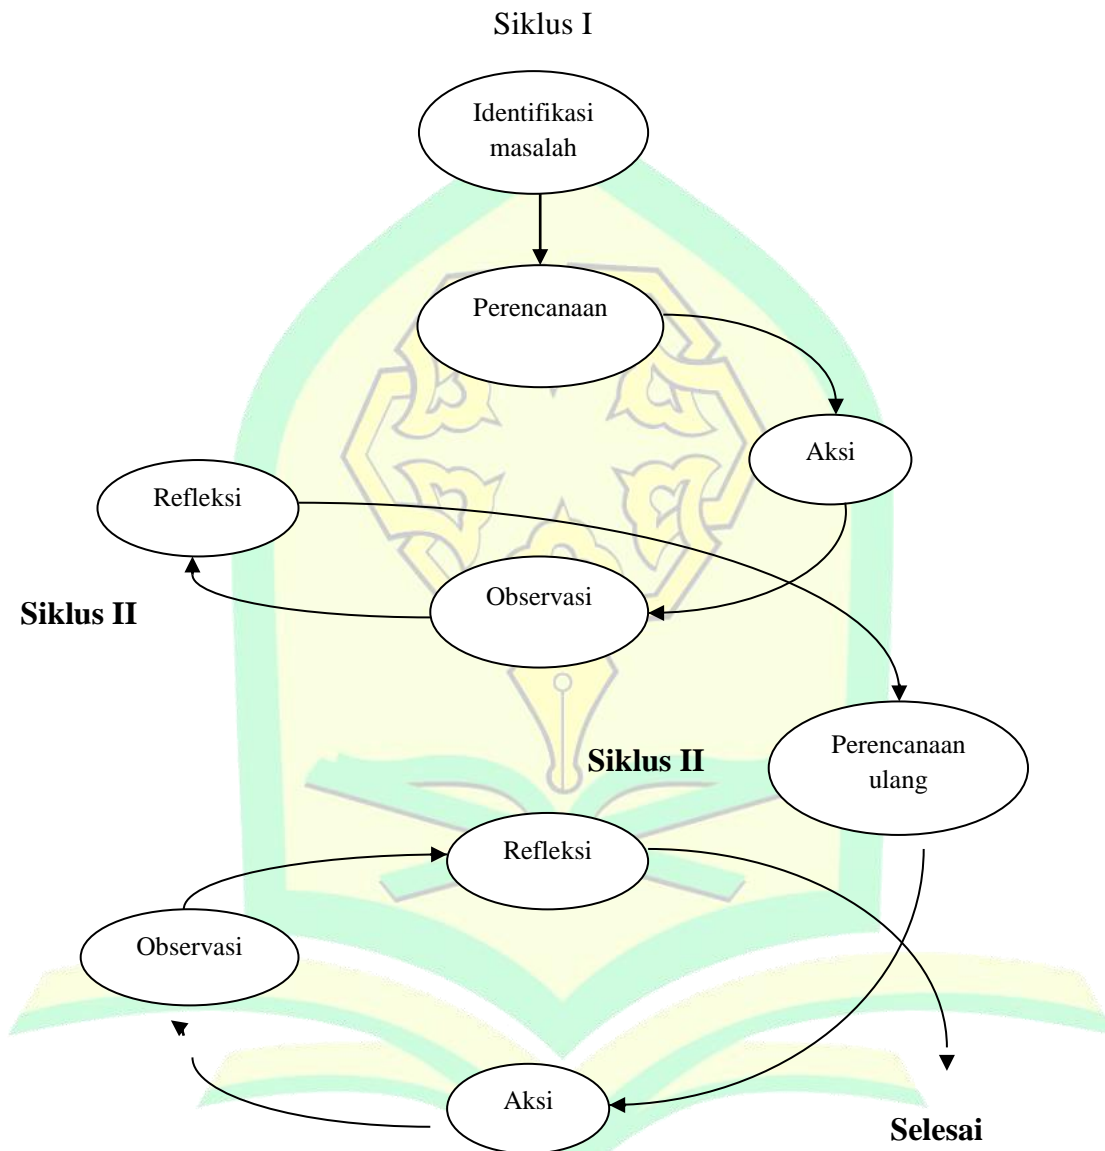 Siklus I
Identifikasi
masalah
Perencanaan
Aksi
Refleksi
Observasi
Siklus II
Perencanaan
ulang
Siklus II
Refleksi
Observasi
Aksi
Selesai